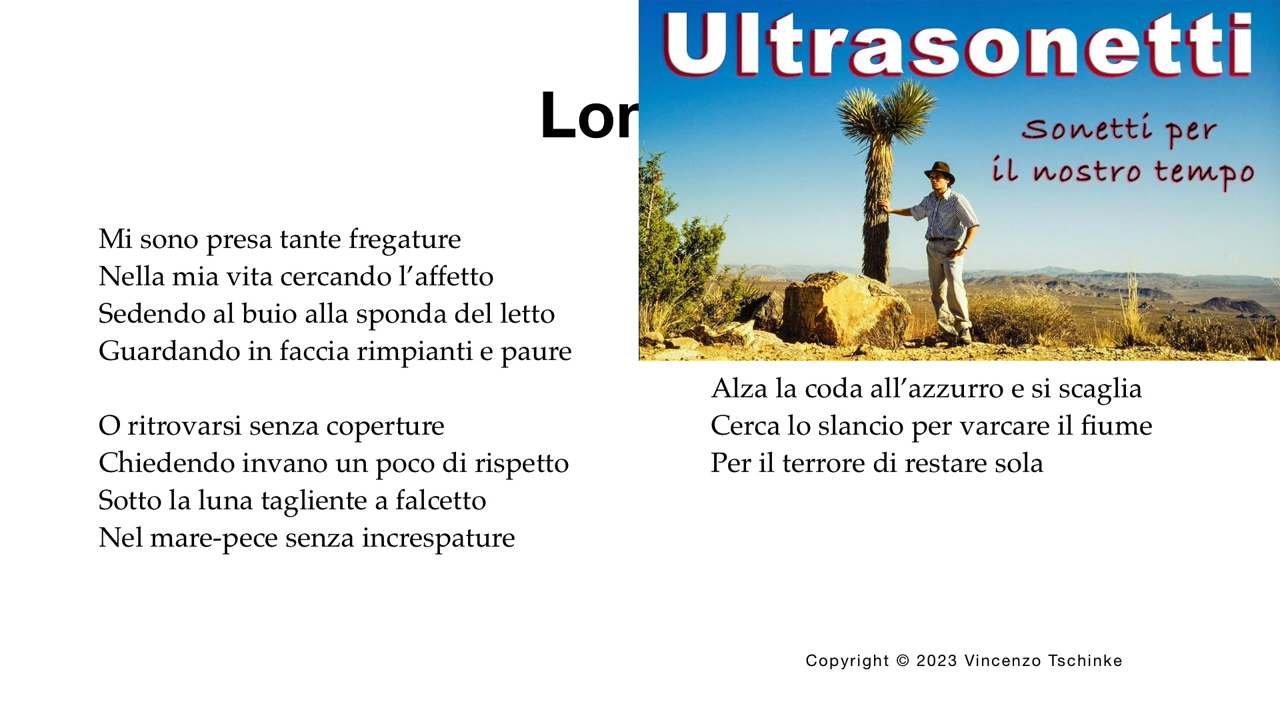 Ultrasonetti
Sonetti per
il nostro tempo
Mi sono presa tante fregature
Nella mia vita cercando l’affetto
Sedendo al buio alla sponda del letto
Guardando in faccia rimpianti e paure
O ritrovarsi senza coperture
Chiedendo invano un poco di rispetto
Sotto la luna tagliente a falcetto
Nel mare-pece senza increspature
Alza la coda all’azzurro e si scaglia
Cerca lo slancio per varcare il fiume
Per il terrore di restare sola
Copyright © 2023 Vincenzo Tschinke